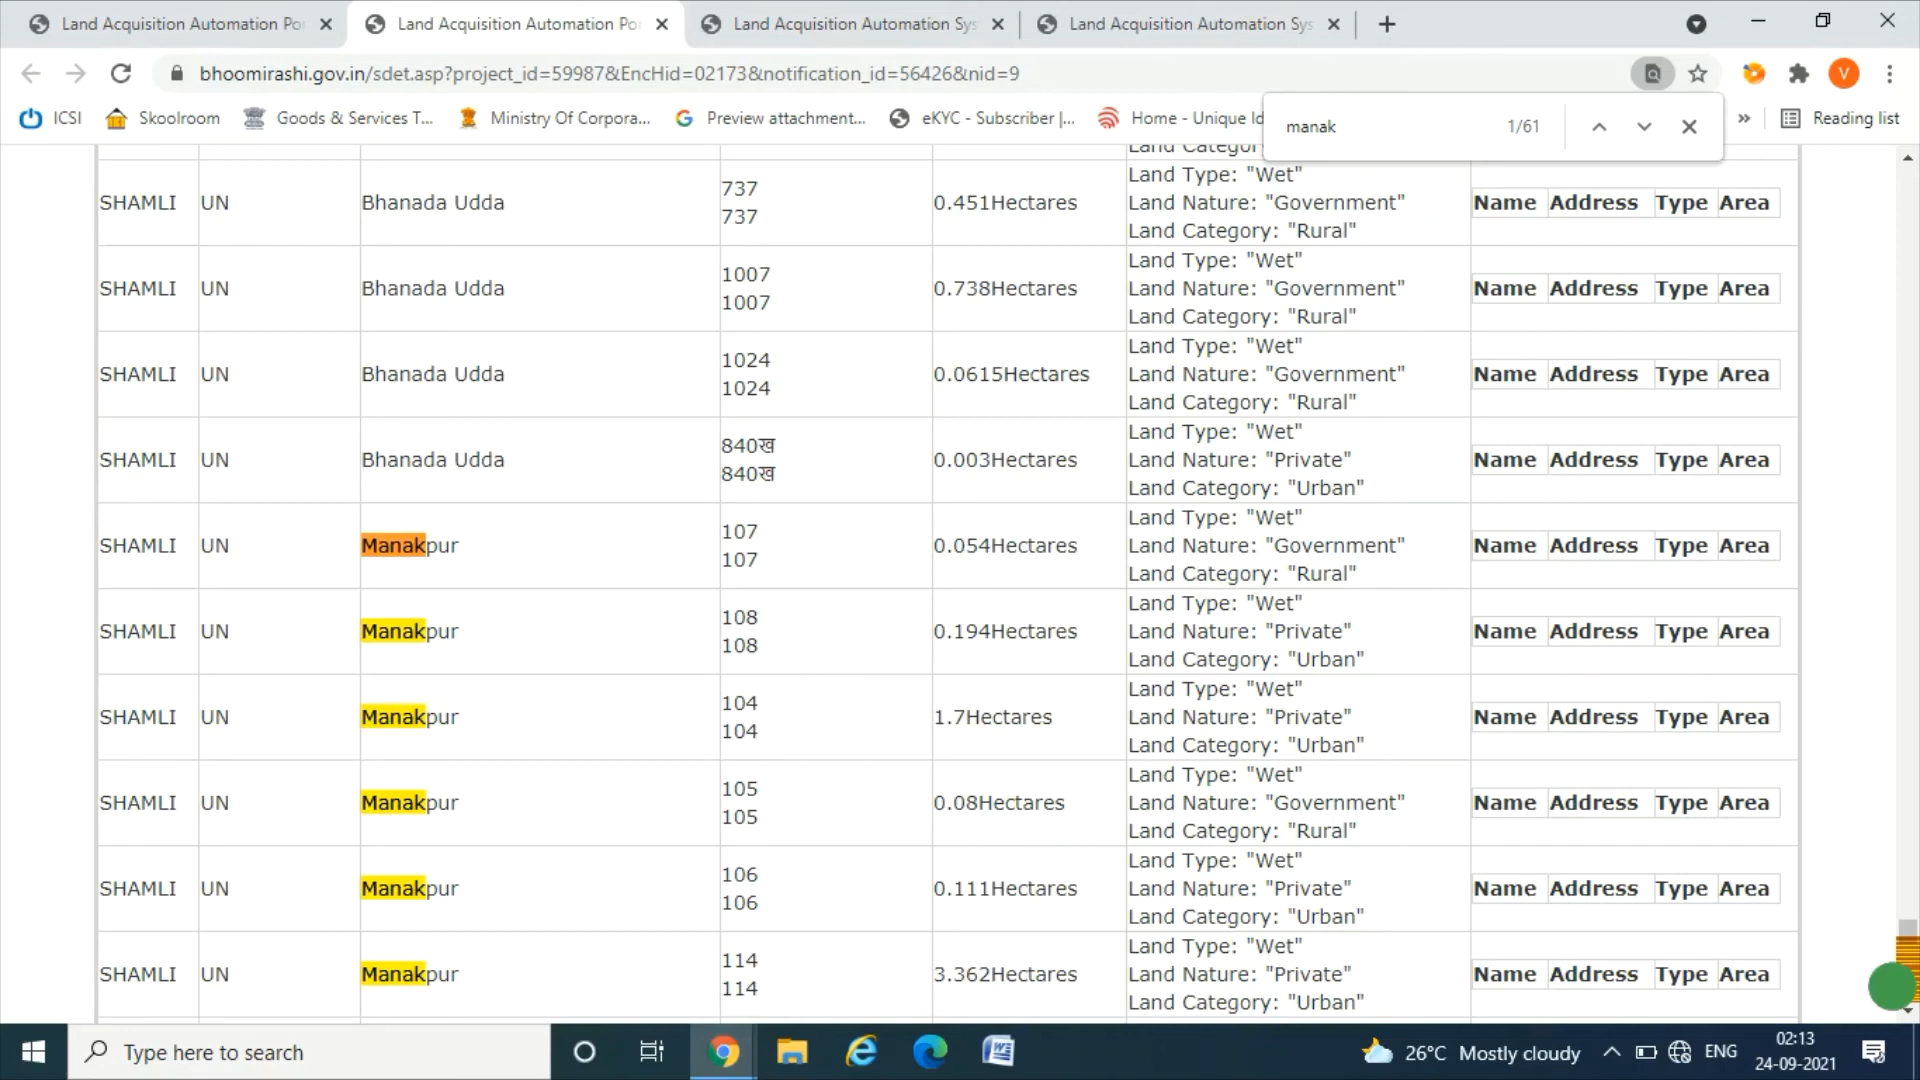 Land Acquisition Automation Por
Land Acquisition Automation Por
Land Acquisition Automation Sys
Land Acquisition Automation Sys
bhoomirashi.gov.in/sdet.asp?project_id=59987&EncHid=02173&notification_id=56426&nid=9
V
ICSI
Skoolroom
Goods & Services T...
Ministry Of Corpora...
Preview attachment...
eKYC - Subscriber |...
Home - Unique Id
»
Reading list
manak
1/61
Land Category
SHAMLI UN Bhanada Udda 737 0.451Hectares Land Type: "Wet" Name Address Type Area
737 Land Nature: "Government"
Land Category: "Rural"
SHAMLI UN Bhanada Udda 1007 0.738Hectares Land Type: "Wet" Name Address Type Area
1007 Land Nature: "Government"
Land Category: "Rural"
SHAMLI UN Bhanada Udda 1024 0.0615Hectares Land Type: "Wet" Name Address Type Area
1024 Land Nature: "Government"
Land Category: "Rural"
SHAMLI UN Bhanada Udda 840ख 0.003Hectares Land Type: "Wet" Name Address Type Area
840ख Land Nature: "Private"
Land Category: "Urban"
SHAMLI UN Manakpur 107 0.054Hectares Land Type: "Wet" Name Address Type Area
107 Land Nature: "Government"
Land Category: "Rural"
SHAMLI UN Manakpur 108 0.194Hectares Land Type: "Wet" Name Address Type Area
108 Land Nature: "Private"
Land Category: "Urban"
SHAMLI UN Manakpur 104 1.7Hectares Land Type: "Wet" Name Address Type Area
104 Land Nature: "Private"
Land Category: "Urban"
SHAMLI UN Manakpur 105 0.08Hectares Land Type: "Wet" Name Address Type Area
105 Land Nature: "Government"
Land Category: "Rural"
SHAMLI UN Manakpur 106 0.111Hectares Land Type: "Wet" Name Address Type Area
106 Land Nature: "Private"
Land Category: "Urban"
SHAMLI UN Manakpur 114 3.362Hectares Land Type: "Wet" Name Address Type Area
114 Land Nature: "Private"
Land Category: "Urban"
Type here to search
26°C Mostly cloudy
ENG
02:13
24-09-2021